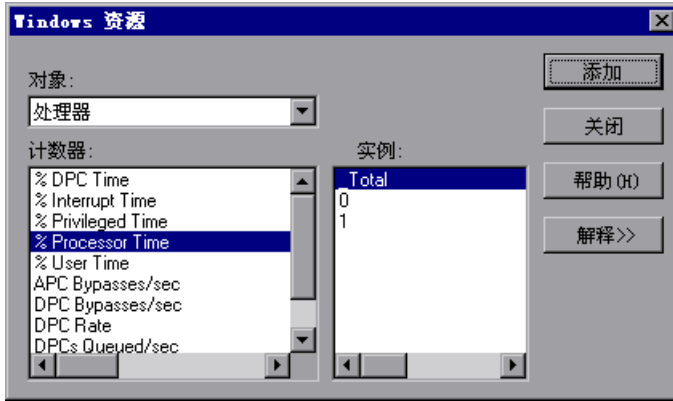 Windows 资源
对象:
处理器
计数器:
% DPC Time
% Interrupt Time
% Privileged Time
% Processor Time
% User Time
APC Bypasses/sec
DPC Bypasses/sec
DPC Rate
DPCs Queued/sec
实例:
_Total
0
1
添加
关闭
帮助(H)
解释>>